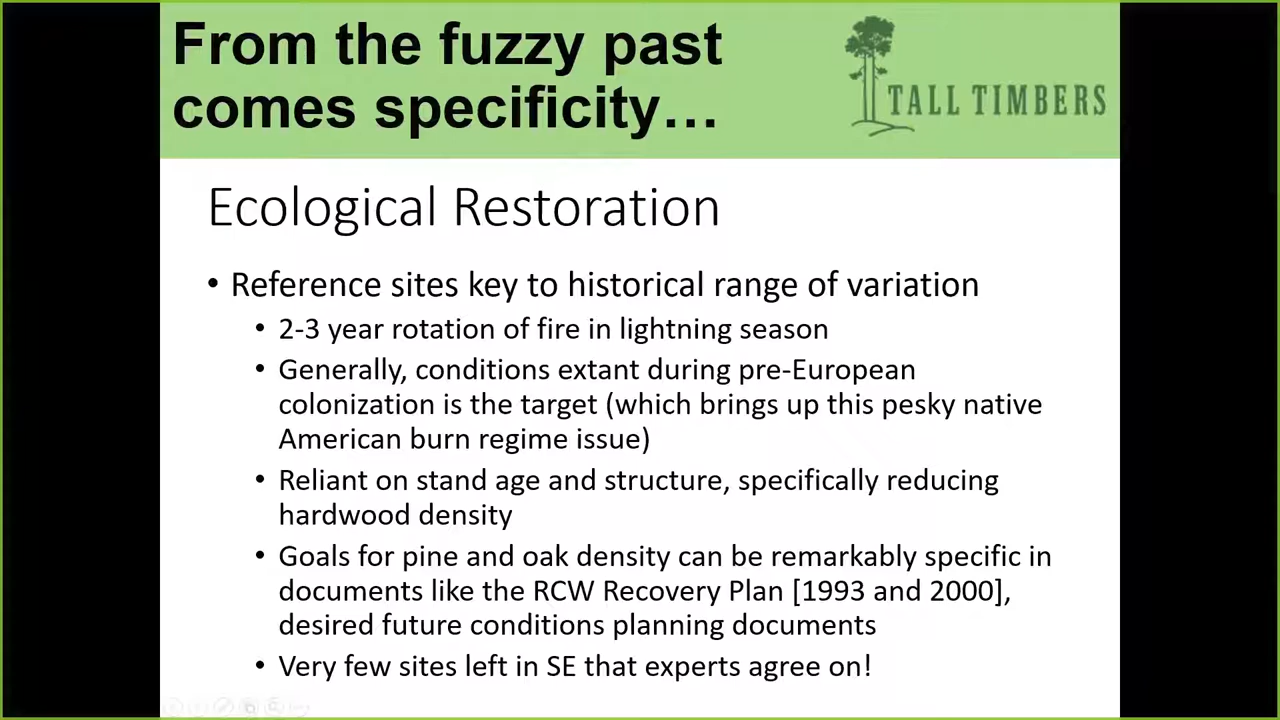 From the fuzzy past
comes specificity…
TALL TIMBERS
Ecological Restoration
• Reference sites key to historical range of variation
• 2-3 year rotation of fire in lightning season
• Generally, conditions extant during pre-European
colonization is the target (which brings up this pesky native
American burn regime issue)
• Reliant on stand age and structure, specifically reducing
hardwood density
• Goals for pine and oak density can be remarkably specific in
documents like the RCW Recovery Plan [1993 and 2000],
desired future conditions planning documents
• Very few sites left in SE that experts agree on!